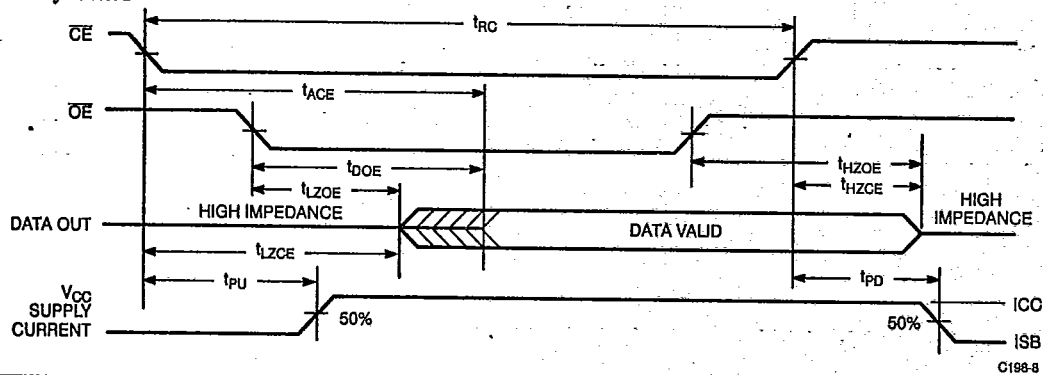 tRC
CE
tACE
OE
tDOE
tHZOE
tLZOE
tHZCE
HIGH IMPEDANCE
HIGH
IMPEDANCE
DATA OUT
DATA VALID
tLZCE
tPU
tPD
VCC
SUPPLY
CURRENT
50%
50%
ICC
ISB
C198-8